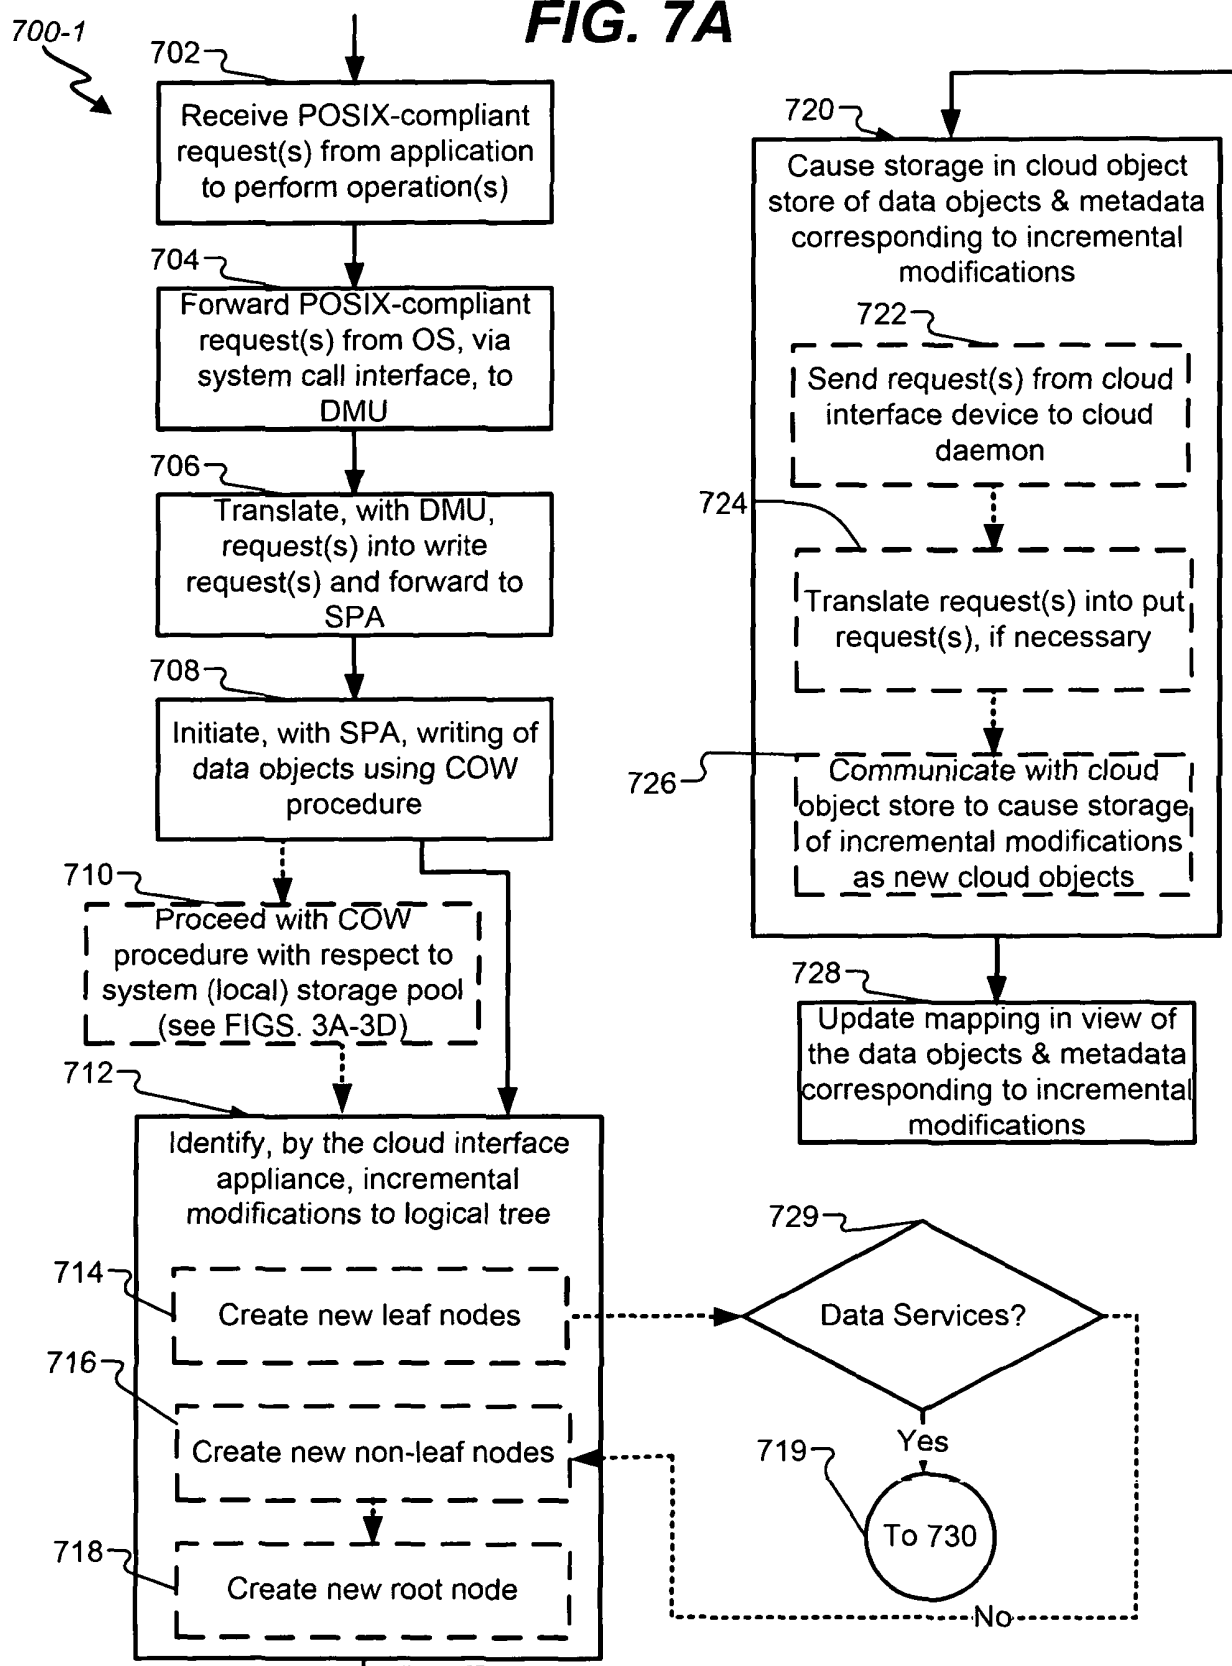 FIG. 7A
700-1
702
Receive POSIX-compliant
request(s) from application
to perform operation(s)
704
Forward POSIX-compliant
request(s) from OS, via
system call interface, to
DMU
706
Translate, with DMU,
request(s) into write
request(s) and forward to
SPA
708
Initiate, with SPA, writing of
data objects using COW
procedure
710
Proceed with COW
procedure with respect to
system (local) storage pool
(see FIGS. 3A-3D)
712
Identify, by the cloud interface
appliance, incremental
modifications to logical tree
714
Create new leaf nodes
716
Create new non-leaf nodes
718
Create new root node
720
Cause storage in cloud object
store of data objects & metadata
corresponding to incremental
modifications
722
Send request(s) from cloud
interface device to cloud
daemon
724
Translate request(s) into put
request(s), if necessary
726
Communicate with cloud
object store to cause storage
of incremental modifications
as new cloud objects
728
Update mapping in view of
the data objects & metadata
corresponding to incremental
modifications
729
Data Services?
Yes
719
To 730
No